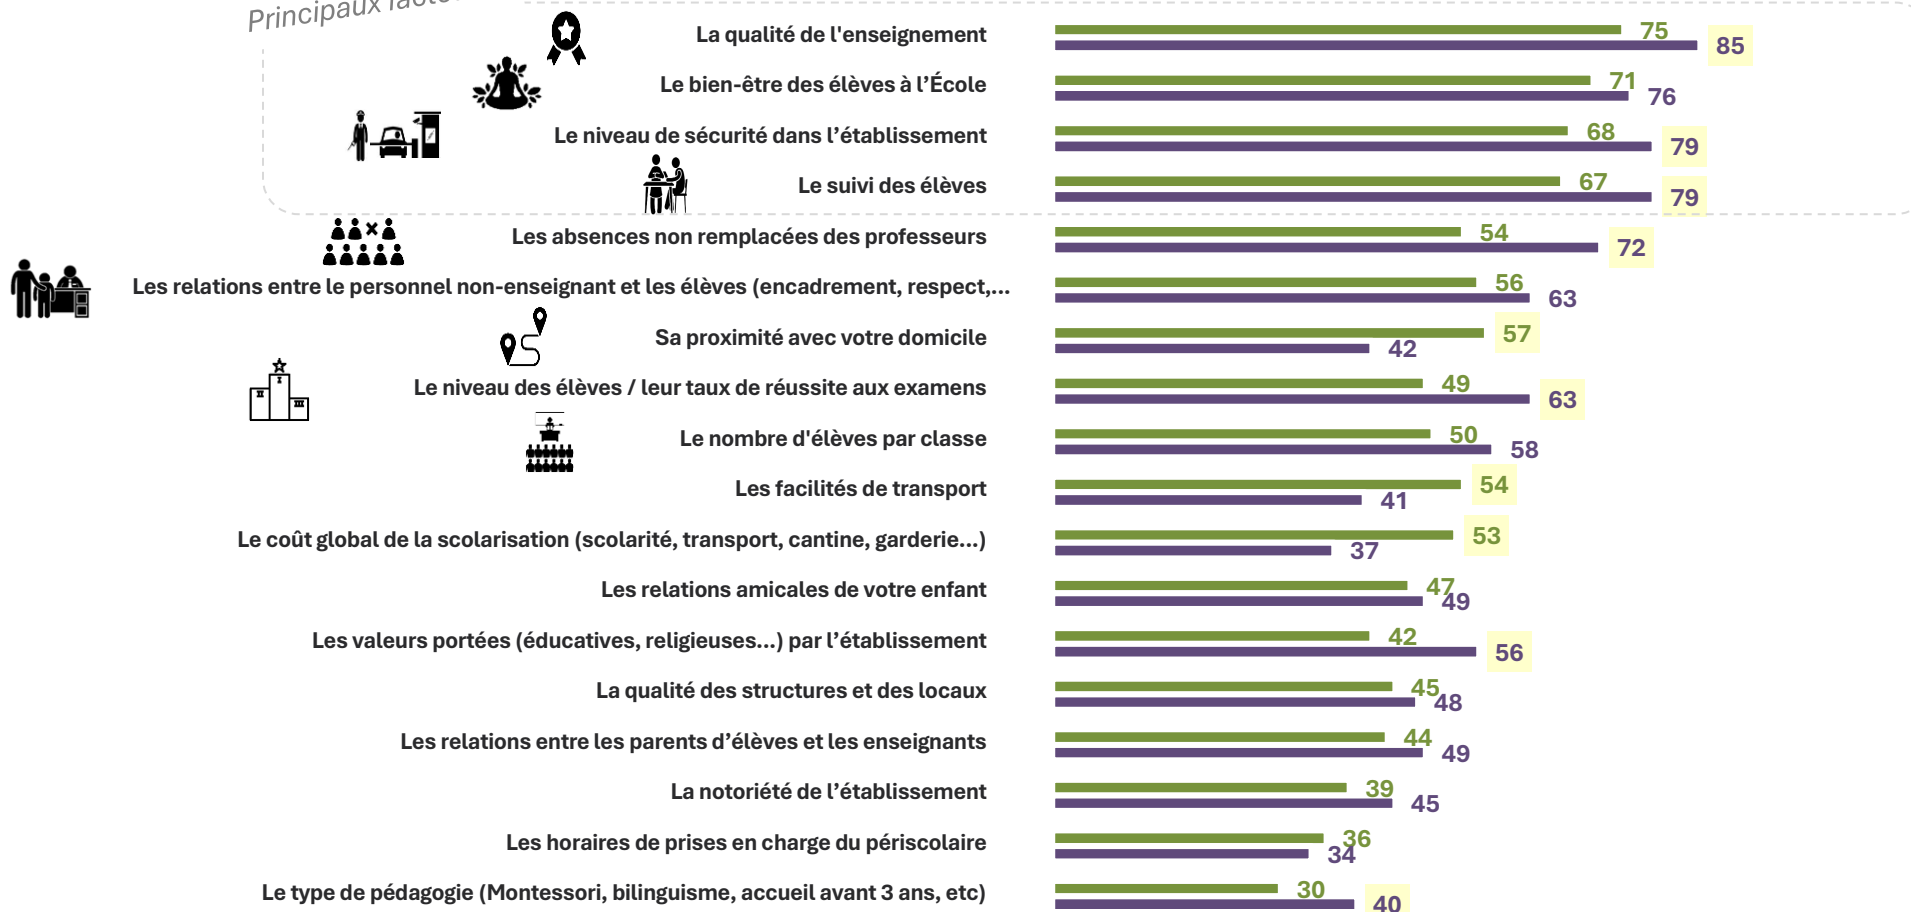 Principaux
La qualité de l'enseignement 75 85
Le bien-être des élèves à l’École 71 76
Le niveau de sécurité dans l’établissement 68 79
Le suivi des élèves 67 79
Les absences non remplacées des professeurs 54 72
Les relations entre le personnel non-enseignant et les élèves (encadrement, respect,... 56 63
Sa proximité avec votre domicile 57 42
Le niveau des élèves / leur taux de réussite aux examens 49 63
Le nombre d'élèves par classe 50 58
Les facilités de transport 54 41
Le coût global de la scolarisation (scolarité, transport, cantine, garderie...) 53 37
Les relations amicales de votre enfant 47 49
Les valeurs portées (éducatives, religieuses...) par l’établissement 42 56
La qualité des structures et des locaux 45 48
Les relations entre les parents d’élèves et les enseignants 44 49
La notoriété de l’établissement 39 45
Les horaires de prises en charge du périscolaire 36 34
Le type de pédagogie (Montessori, bilinguisme, accueil avant 3 ans, etc) 30 40